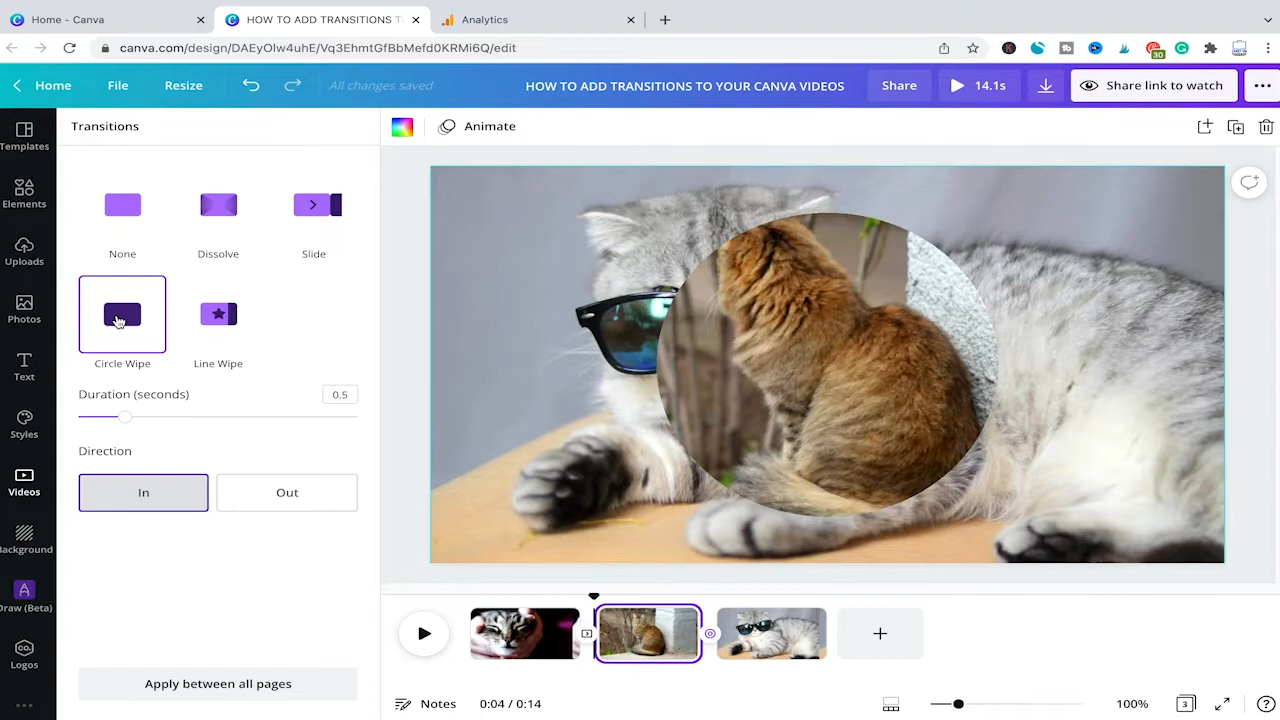 Home - Canva
HOW TO ADD TRANSITIONS T
Analytics
canva.com/design/DAEyOlw4uhE/Vq3EhmtGfBbMefd0KRMi6Q/edit
30
Home
File
Resize
All changes saved
HOW TO ADD TRANSITIONS TO YOUR CANVA VIDEOS
Share
14.1s
Share link to watch
Templates
Elements
Uploads
Photos
Text
Styles
Videos
Background
Draw (Beta)
Logos
Transitions
None
Dissolve
Slide
Circle Wipe
Line Wipe
Duration (seconds)
0.5
Direction
In
Out
Apply between all pages
Animate
Notes
0:04 / 0:14
100%
3